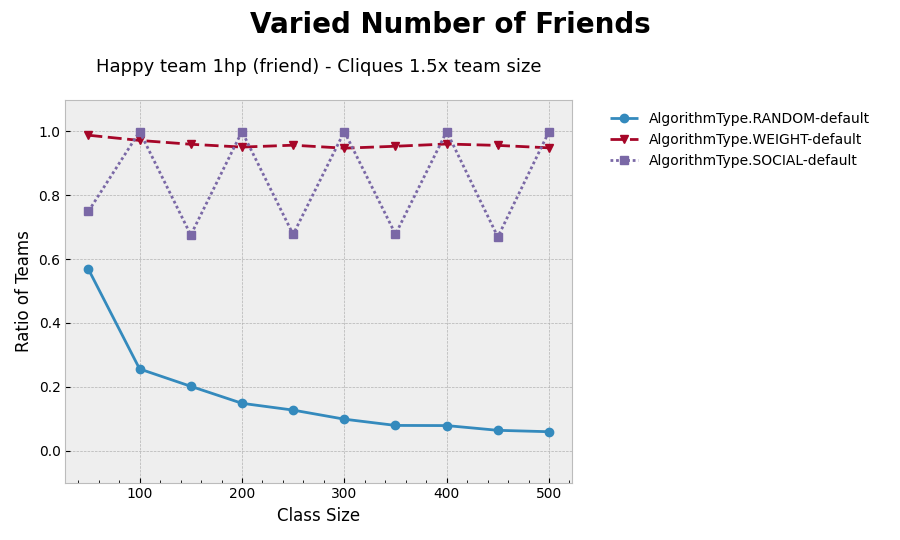 Varied Number of Friends
Happy team 1hp (friend) - Cliques 1.5x team size
AlgorithmType.RANDOM-default
AlgorithmType.WEIGHT-default
AlgorithmType.SOCIAL-default
Ratio of Teams
1.0
0.8
0.6
0.4
0.2
0.0
100 200 300 400 500
Class Size